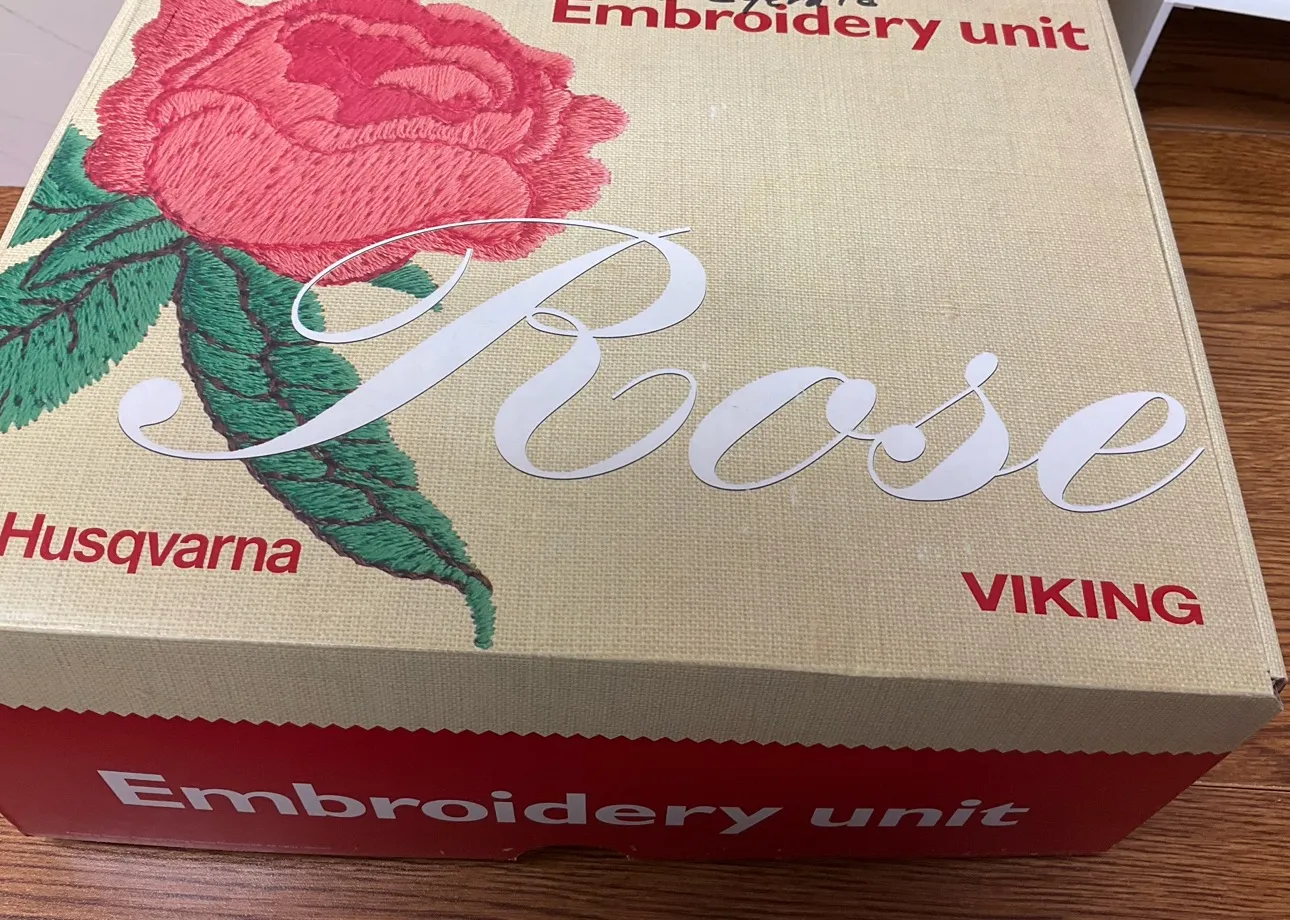 Embroidery unit
Rose
Husqvarna
VIKING
Embroidery unit